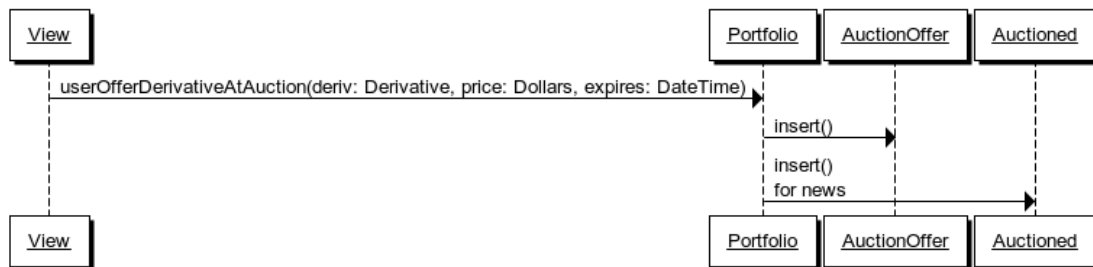 View Portfolio AuctionOffer Auctioned
userOfferDerivativeAtAuction(deriv: Derivative, price: Dollars, expires: DateTime)
insert()
insert()
for news
View Portfolio AuctionOffer Auctioned